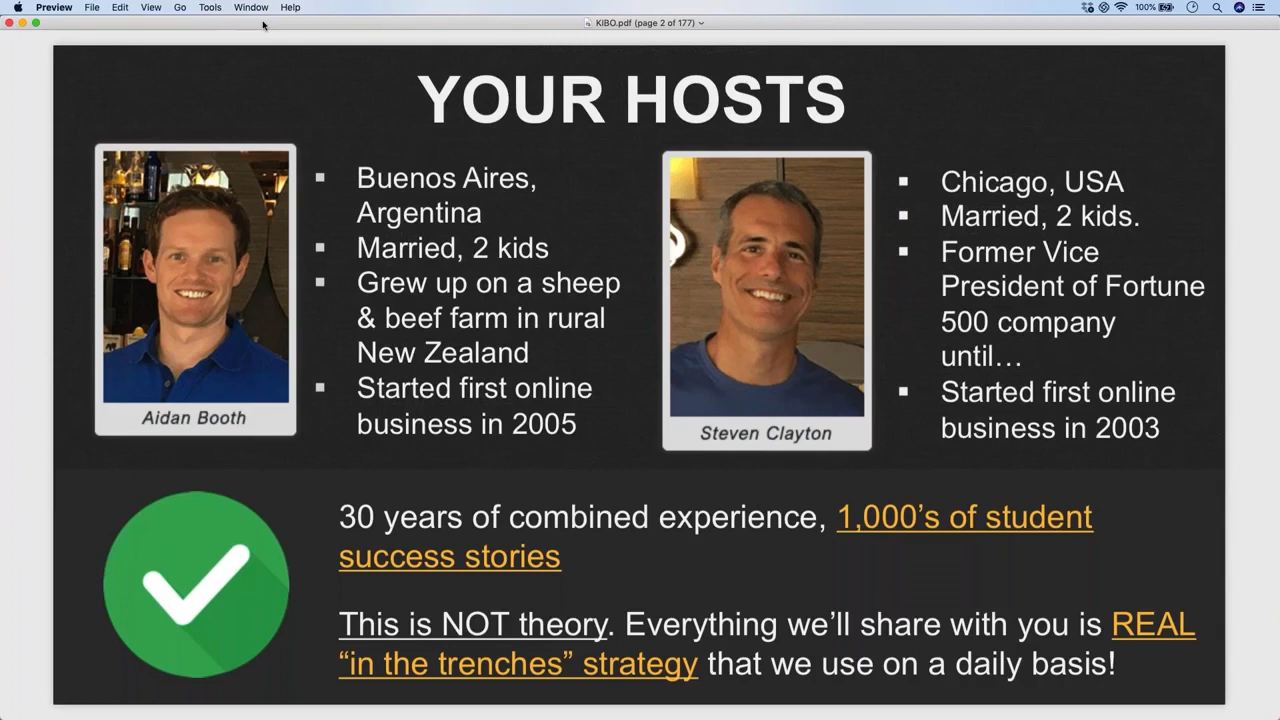 Preview File Edit View Go Tools Window Help
100%
KIBO.pdf (page 2 of 177)
YOUR HOSTS
Aidan Booth
▪ Buenos Aires,
Argentina
▪ Married, 2 kids
▪ Grew up on a sheep
& beef farm in rural
New Zealand
▪ Started first online
business in 2005
Steven Clayton
▪ Chicago, USA
▪ Married, 2 kids.
▪ Former Vice
President of Fortune
500 company
until…
▪ Started first online
business in 2003
30 years of combined experience, 1,000’s of student
success stories
This is NOT theory. Everything we’ll share with you is REAL
“in the trenches” strategy that we use on a daily basis!